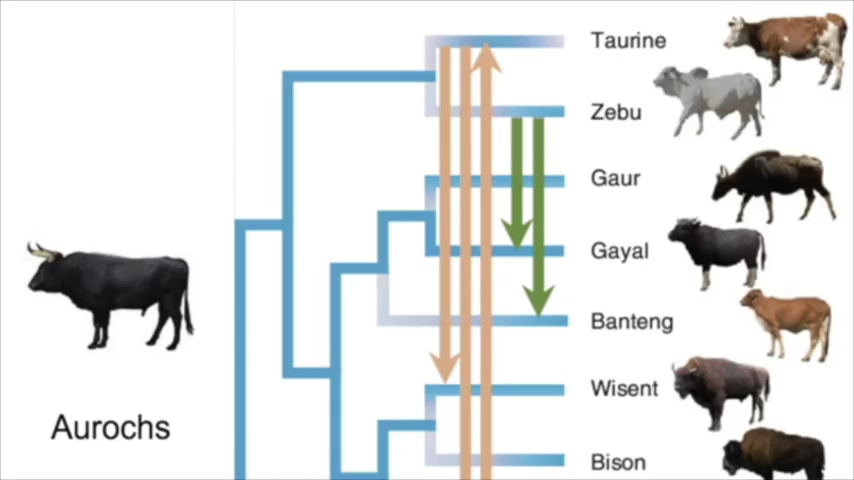 Taurine
Zebu
Gaur
Gayal
Banteng
Wisent
Aurochs
Bison